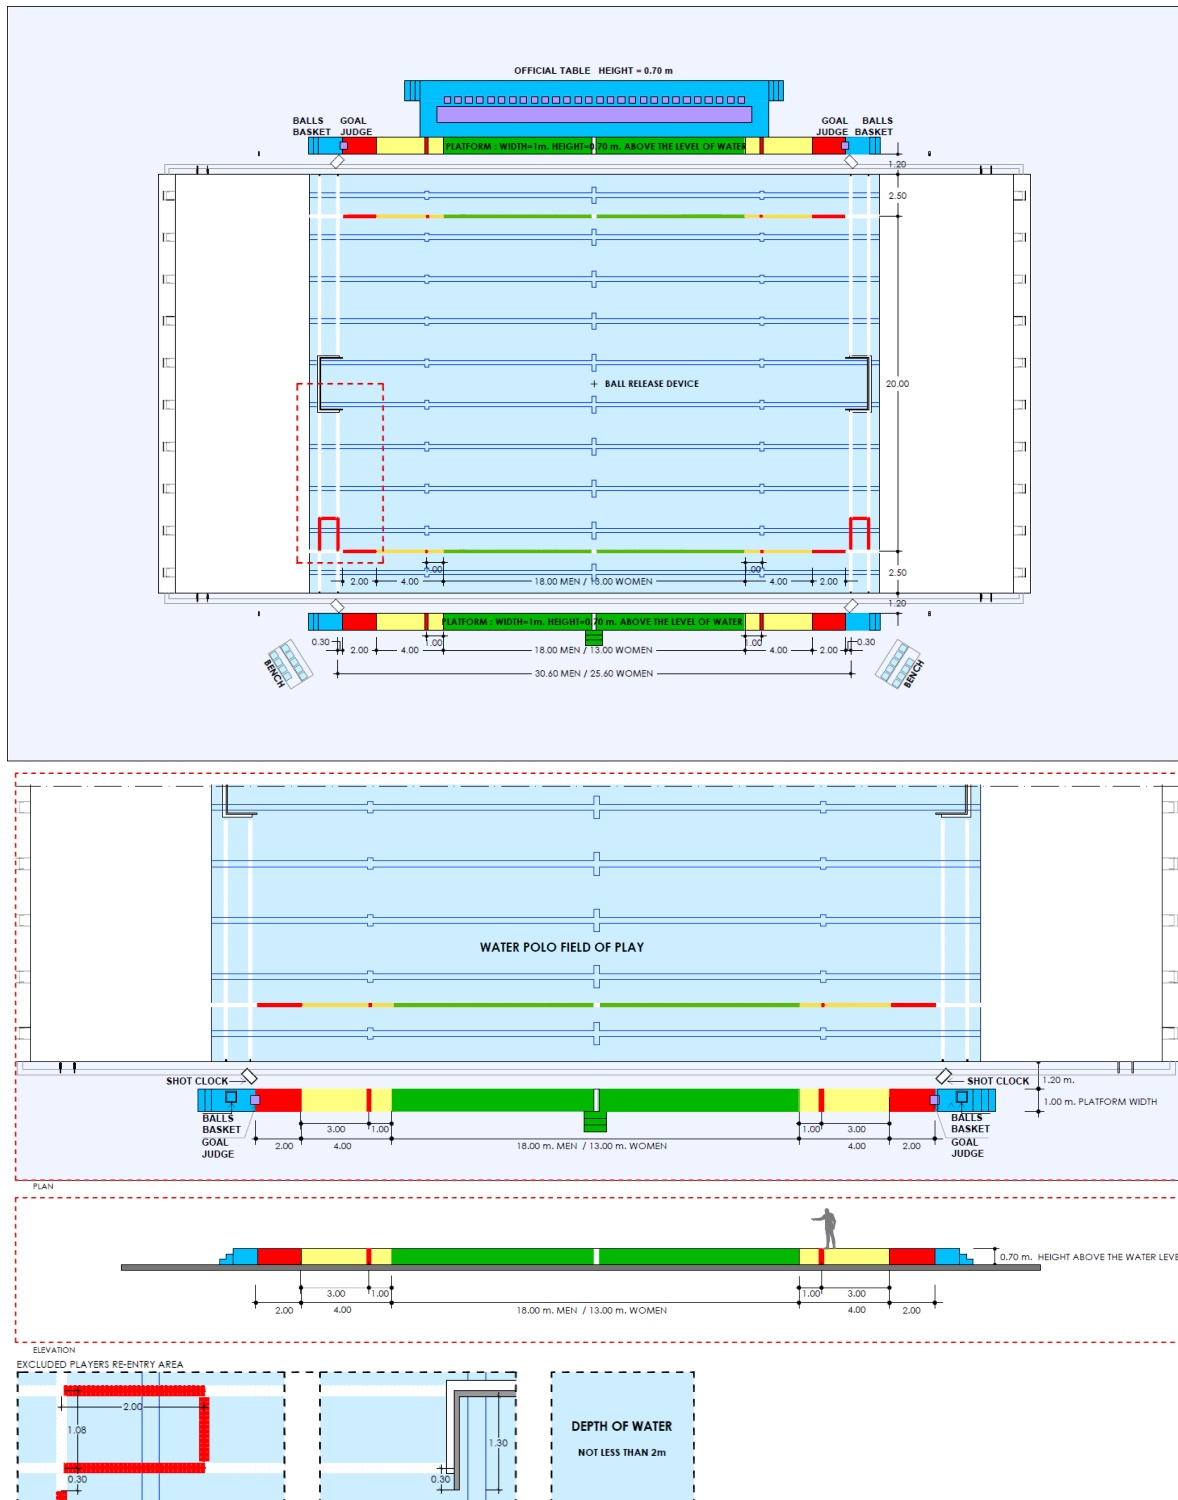 OFFICIAL TABLE HEIGHT = 0.70 m
BALLS BASKET
GOAL JUDGE
GOAL JUDGE
BALLS BASKET
PLATFORM : WIDTH=1m. HEIGHT=0.70 m. ABOVE THE LEVEL OF WATER
1.20
2.50
BALL RELEASE DEVICE
20.00
1.00
1.00
2.50
2.00
4.00
18.00 MEN / 13.00 WOMEN
4.00
2.00
1.20
PLATFORM : WIDTH=1m. HEIGHT=0.70 m. ABOVE THE LEVEL OF WATER
0.30
1.00
1.00
0.30
2.00
4.00
18.00 MEN / 13.00 WOMEN
4.00
2.00
BENCH
30.60 MEN / 25.60 WOMEN
BENCH
WATER POLO FIELD OF PLAY
SHOT CLOCK
SHOT CLOCK
1.20 m.
1.00 m. PLATFORM WIDTH
BALLS
BASKET
GOAL
JUDGE
3.00
1.00
1.00
3.00
BALLS
BASKET
GOAL
JUDGE
2.00
4.00
18.00 m. MEN / 13.00 m. WOMEN
4.00
2.00
PLAN
0.70 m. HEIGHT ABOVE THE WATER LEVE
3.00
1.00
1.00
3.00
2.00
4.00
18.00 m. MEN / 13.00 m. WOMEN
4.00
2.00
ELEVATION
EXCLUDED PLAYERS RE-ENTRY AREA
2.00
1.08
0.30
1.30
0.30
DEPTH OF WATER
NOT LESS THAN 2m